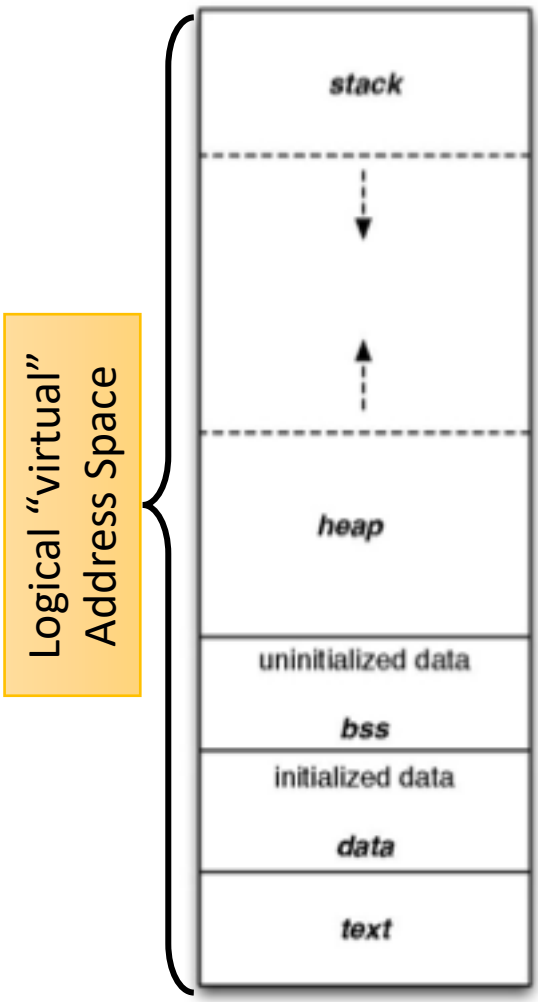 Logical “virtual”
Address Space
stack
heap
uninitialized data
bss
initialized data
data
text